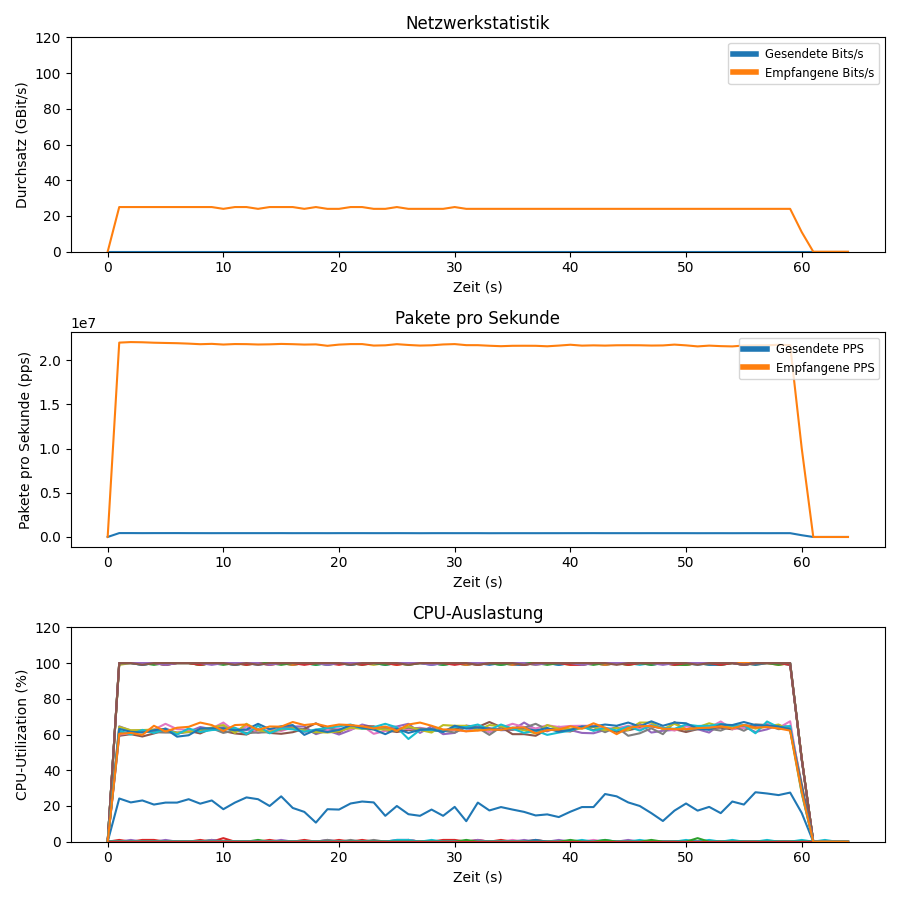 Netzwerkstatistik
120
100
80
60
40
20
0
Durchsatz (GBit/s)
Gesendete Bits/s
Empfangene Bits/s
0 10 20 30 40 50 60
Zeit (s)
Pakete pro Sekunde
1e7
2.0
1.5
1.0
0.5
0.0
Pakete pro Sekunde (pps)
Gesendete PPS
Empfangene PPS
0 10 20 30 40 50 60
Zeit (s)
CPU-Auslastung
120
100
80
60
40
20
0
CPU-Utilization (%)
0 10 20 30 40 50 60
Zeit (s)